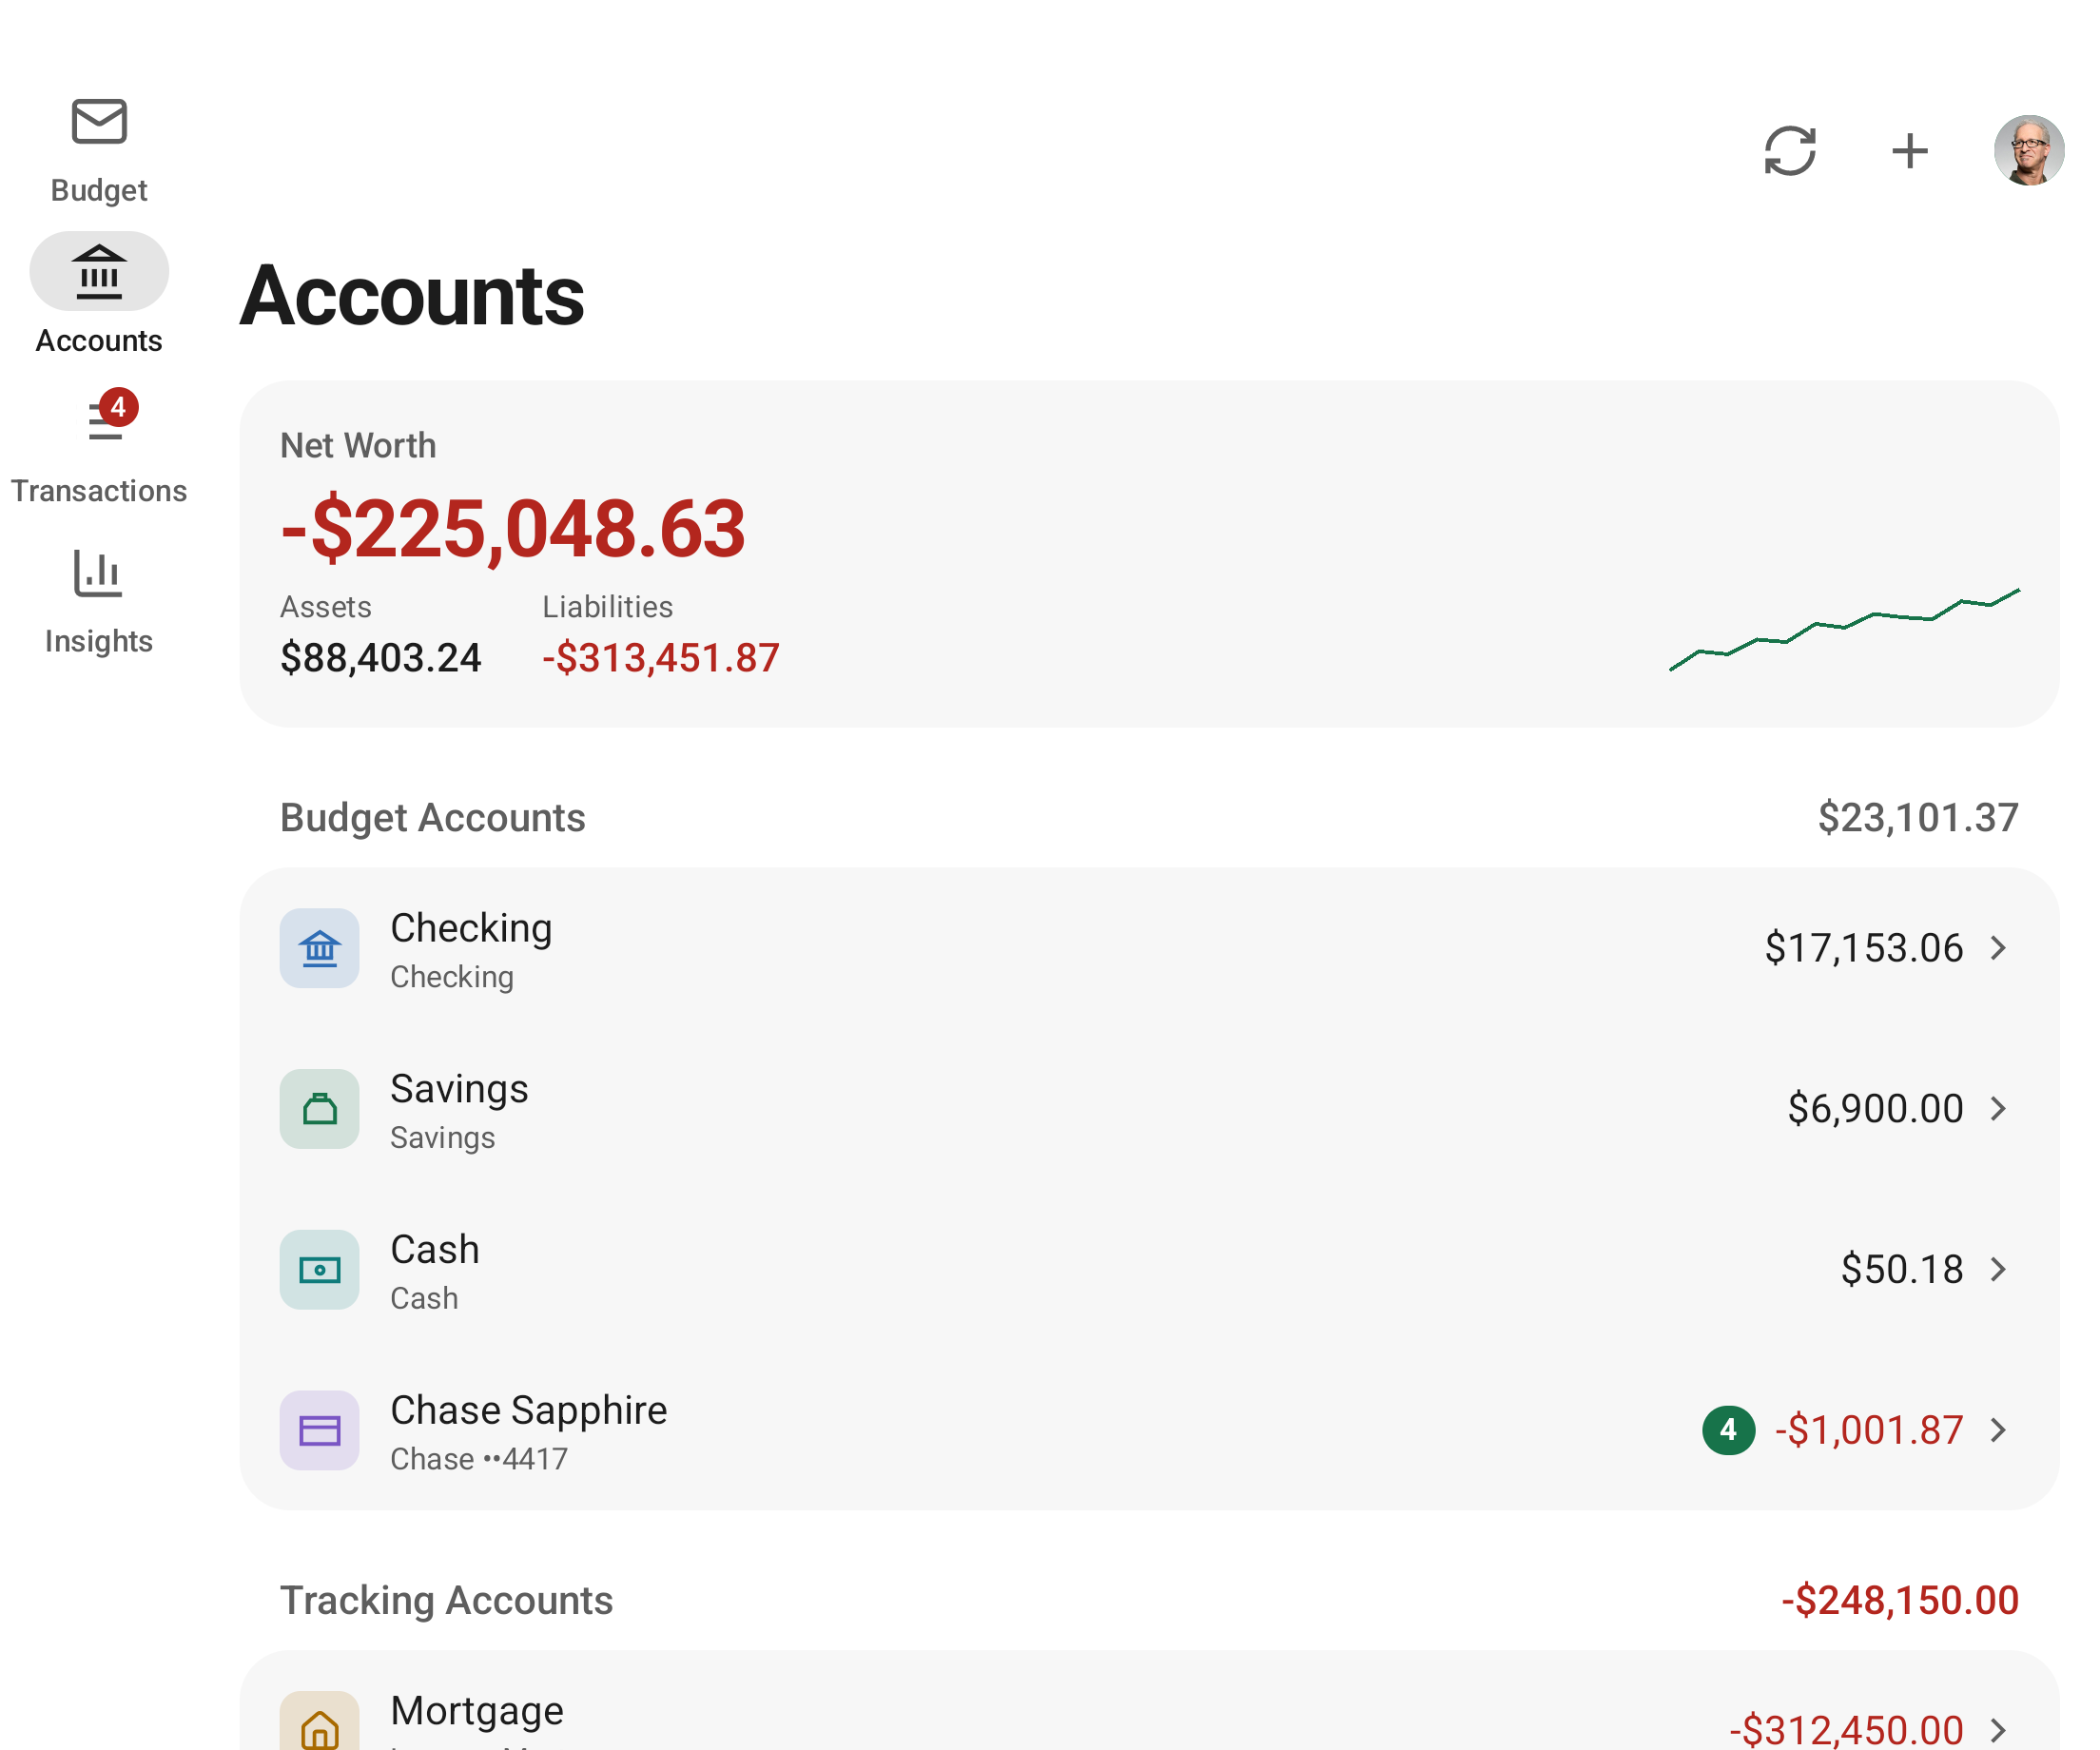 Budget
Accounts
4
Transactions
Insights
Accounts
Net Worth
-$225,048.63
Assets Liabilities
$88,403.24 -$313,451.87
Budget Accounts $23,101.37
Checking
Checking
$17,153.06
Savings
Savings
$6,900.00
Cash
Cash
$50.18
Chase Sapphire
Chase ••4417
4 -$1,001.87
Tracking Accounts -$248,150.00
Mortgage
-$312,450.00